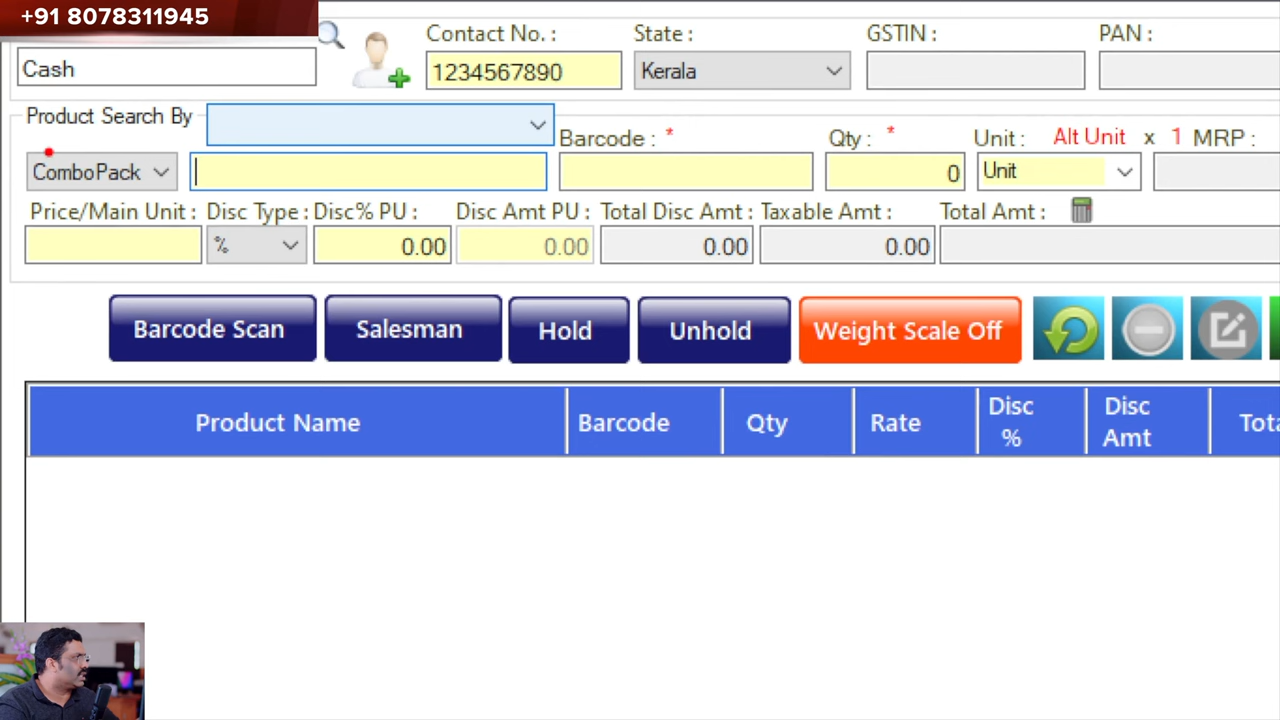 +91 8078311945
Contact No. : State : GSTIN : PAN :
Cash 1234567890 Kerala
Product Search By
Barcode : * Qty : * Unit : Alt Unit x 1 MRP :
ComboPack 0 Unit
Price/Main Unit : Disc Type : Disc% PU : Disc Amt PU : Total Disc Amt : Taxable Amt : Total Amt :
% 0.00 0.00 0.00 0.00
Barcode Scan Salesman Hold Unhold Weight Scale Off
Product Name Barcode Qty Rate Disc % Disc Amt